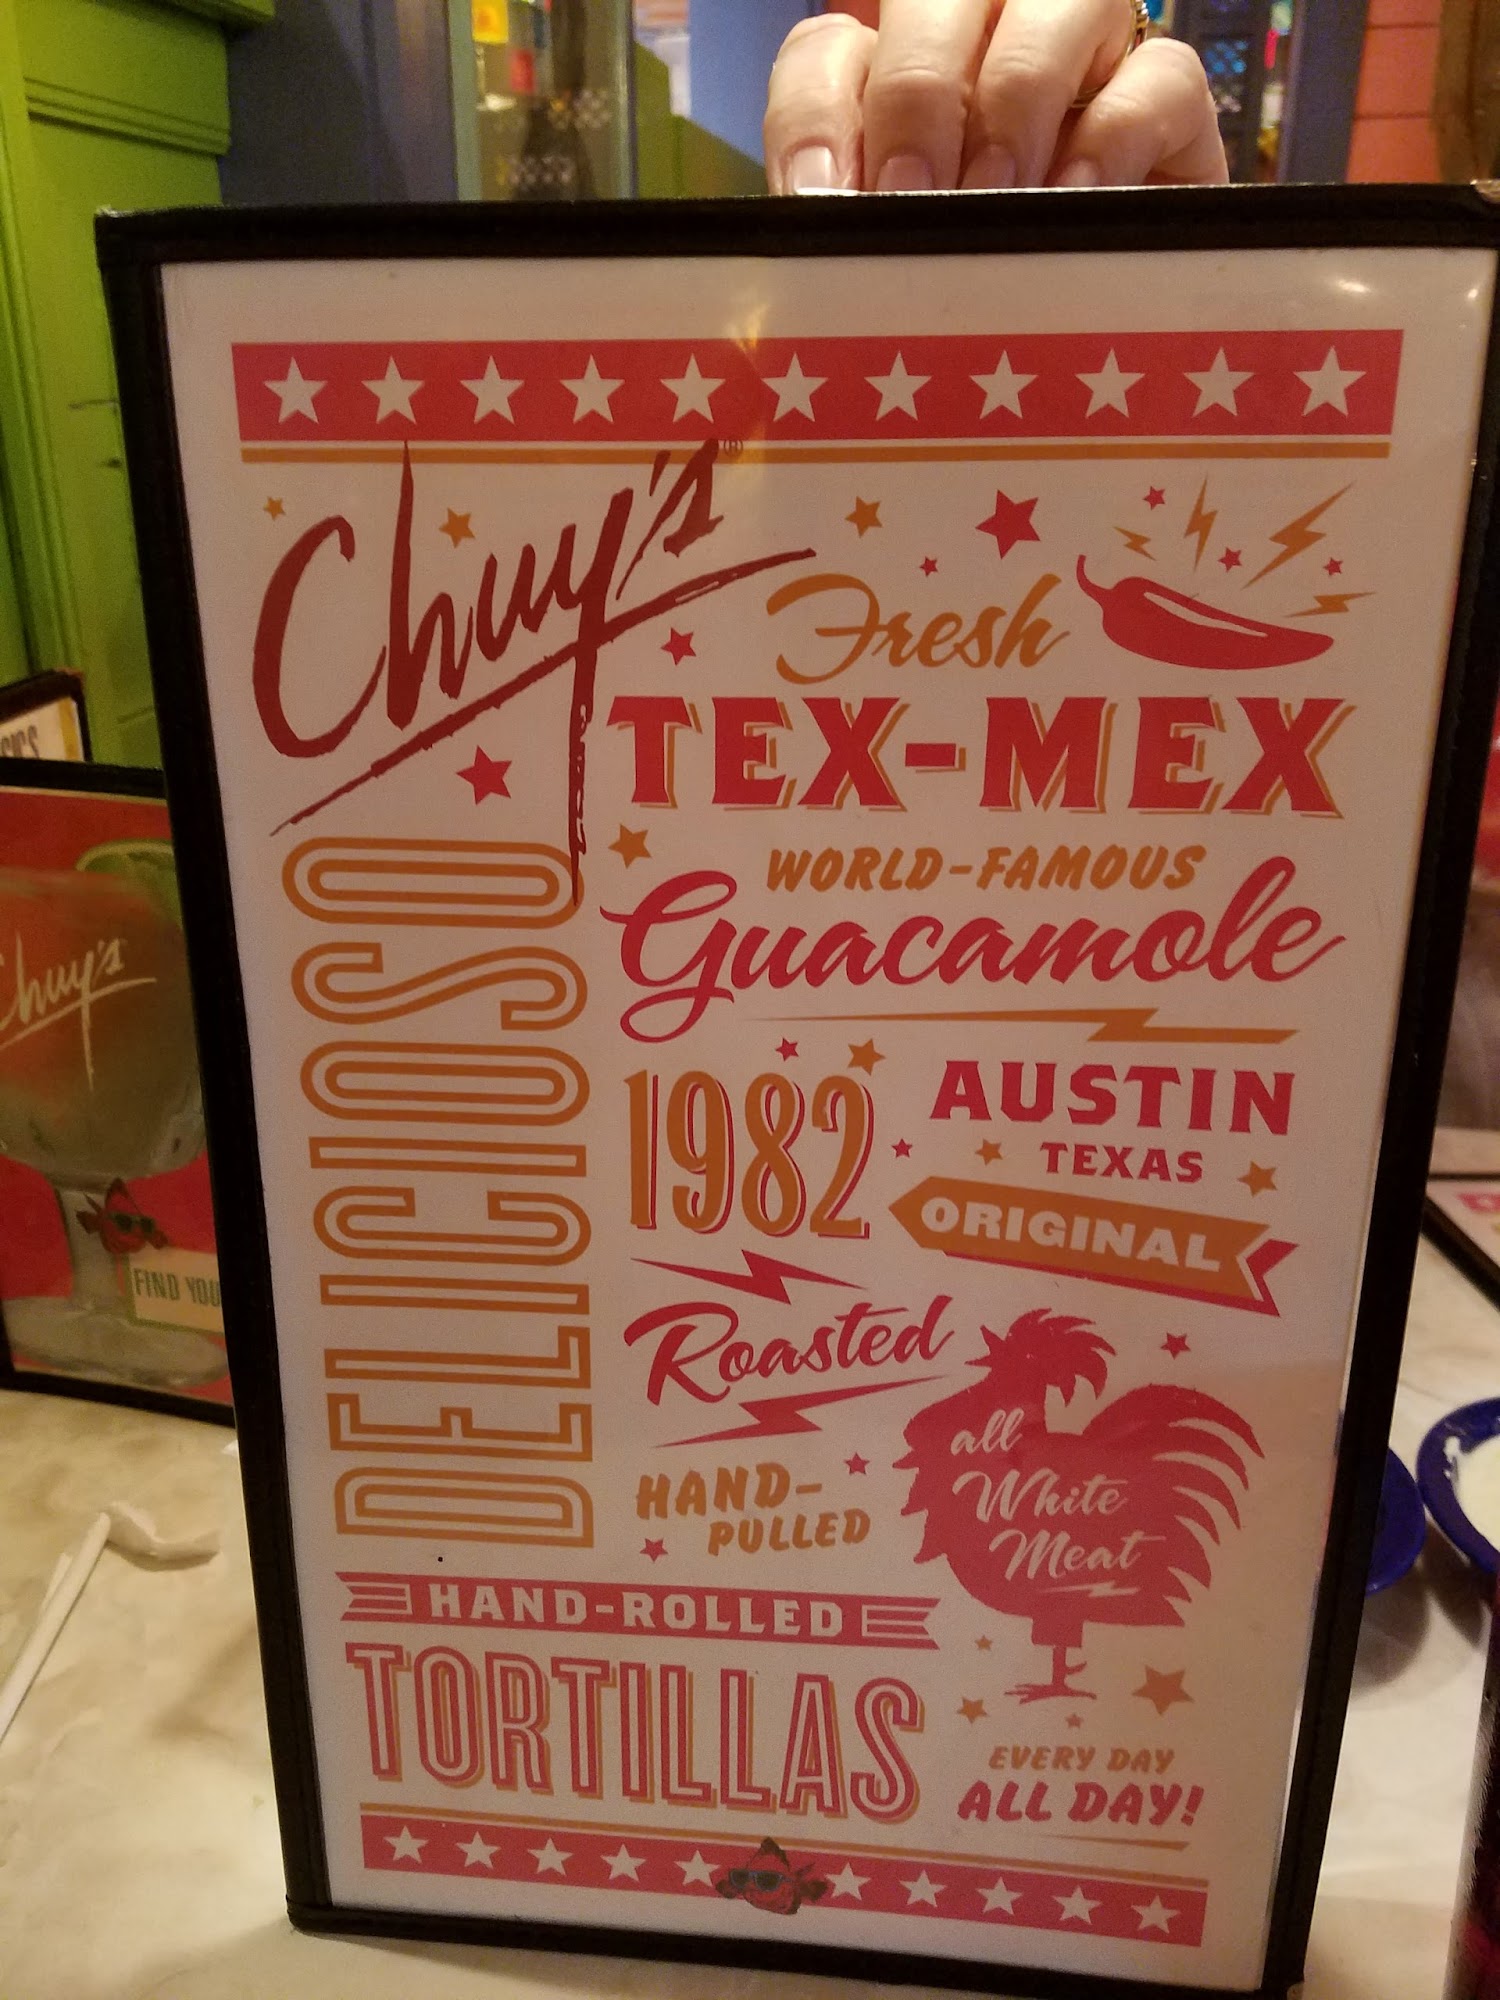 Chuy's®
Fresh
TEX-MEX
WORLD-FAMOUS
Guacamole
DELICIOSO
1982
AUSTIN
TEXAS
ORIGINAL
Roasted
all
White
Meat
HAND-
PULLED
HAND-ROLLED
TORTILLAS
EVERY DAY
ALL DAY!
Chuy's
FIND YOU